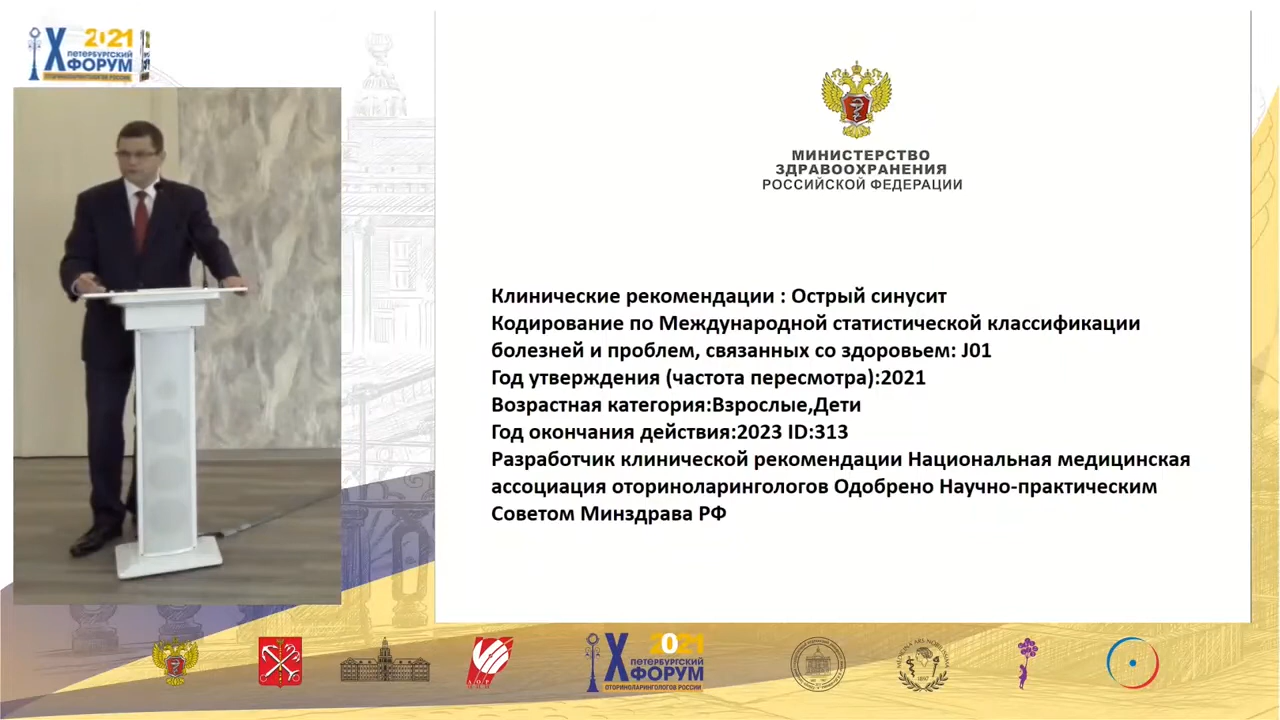 X 2021
ПЕТЕРБУРГСКИЙ
ФОРУМ
ОТОРИНОЛАРИНГОЛОГОВ РОССИИ
МИНИСТЕРСТВО
ЗДРАВООХРАНЕНИЯ
РОССИЙСКОЙ ФЕДЕРАЦИИ
Клинические рекомендации : Острый синусит
Кодирование по Международной статистической классификации
болезней и проблем, связанных со здоровьем: J01
Год утверждения (частота пересмотра):2021
Возрастная категория:Взрослые,Дети
Год окончания действия:2023 ID:313
Разработчик клинической рекомендации Национальная медицинская
ассоциация оториноларингологов Одобрено Научно-практическим
Советом Минздрава РФ
X 2021
ПЕТЕРБУРГСКИЙ
ФОРУМ
ОТОРИНОЛАРИНГОЛОГОВ РОССИИ